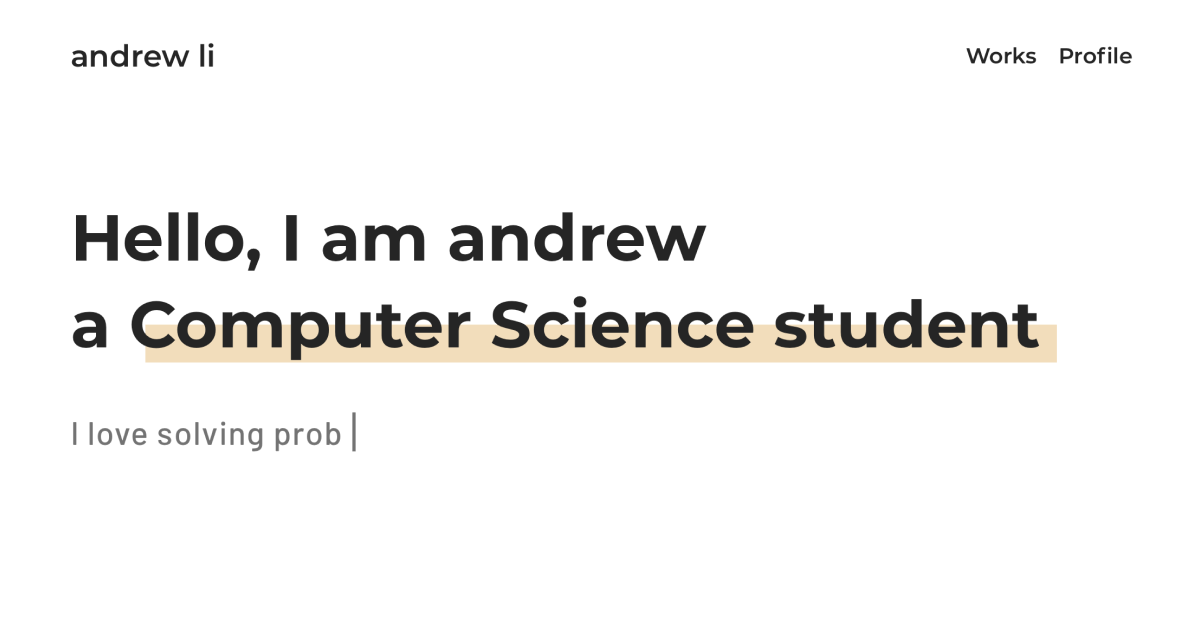 andrew li
Works Profile
Hello, I am andrew
a Computer Science student
I love solving prob